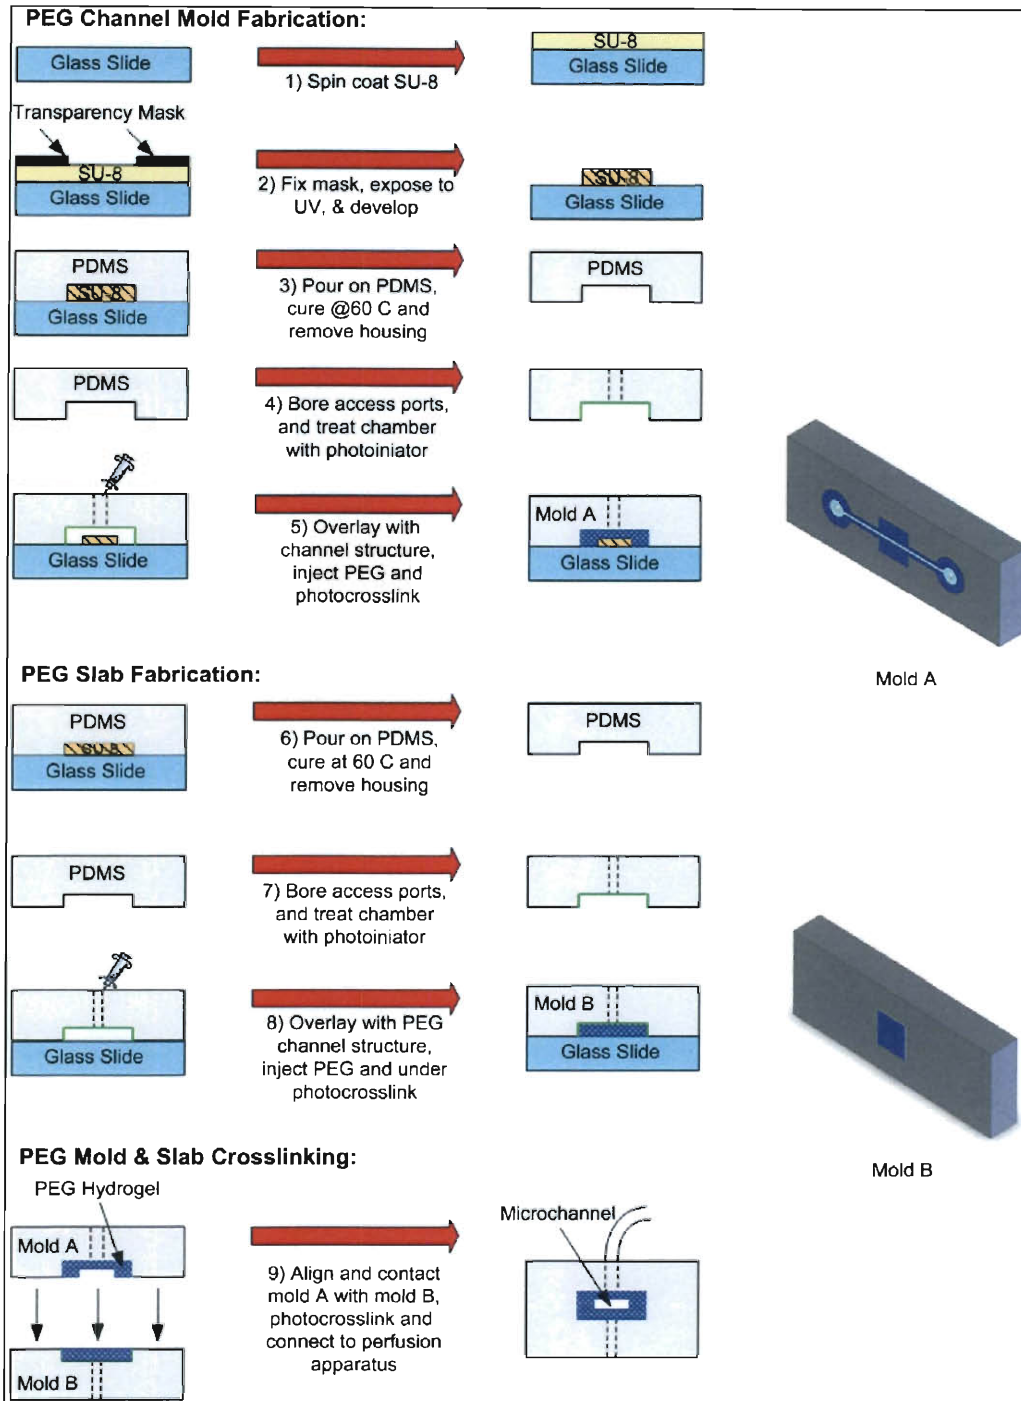 PEG Channel Mold Fabrication:
Glass Slide
1) Spin coat SU-8
SU-8
Glass Slide
Transparency Mask
SU-8
Glass Slide
2) Fix mask, expose to
UV, & develop
SU-8
Glass Slide
PDMS
SU-8
Glass Slide
3) Pour on PDMS,
cure @60 C and
remove housing
PDMS
PDMS
4) Bore access ports,
and treat chamber
with photoiniator
Glass Slide
5) Overlay with
channel structure,
inject PEG and
photocrosslink
Mold A
Glass Slide
Mold A
PEG Slab Fabrication:
PDMS
SU-8
Glass Slide
6) Pour on PDMS,
cure at 60 C and
remove housing
PDMS
PDMS
7) Bore access ports,
and treat chamber
with photoiniator
Glass Slide
8) Overlay with PEG
channel structure,
inject PEG and under
photocrosslink
Mold B
Glass Slide
Mold B
PEG Mold & Slab Crosslinking:
PEG Hydrogel
Mold A
Mold B
9) Align and contact
mold A with mold B,
photocrosslink and
connect to perfusion
apparatus
Microchannel